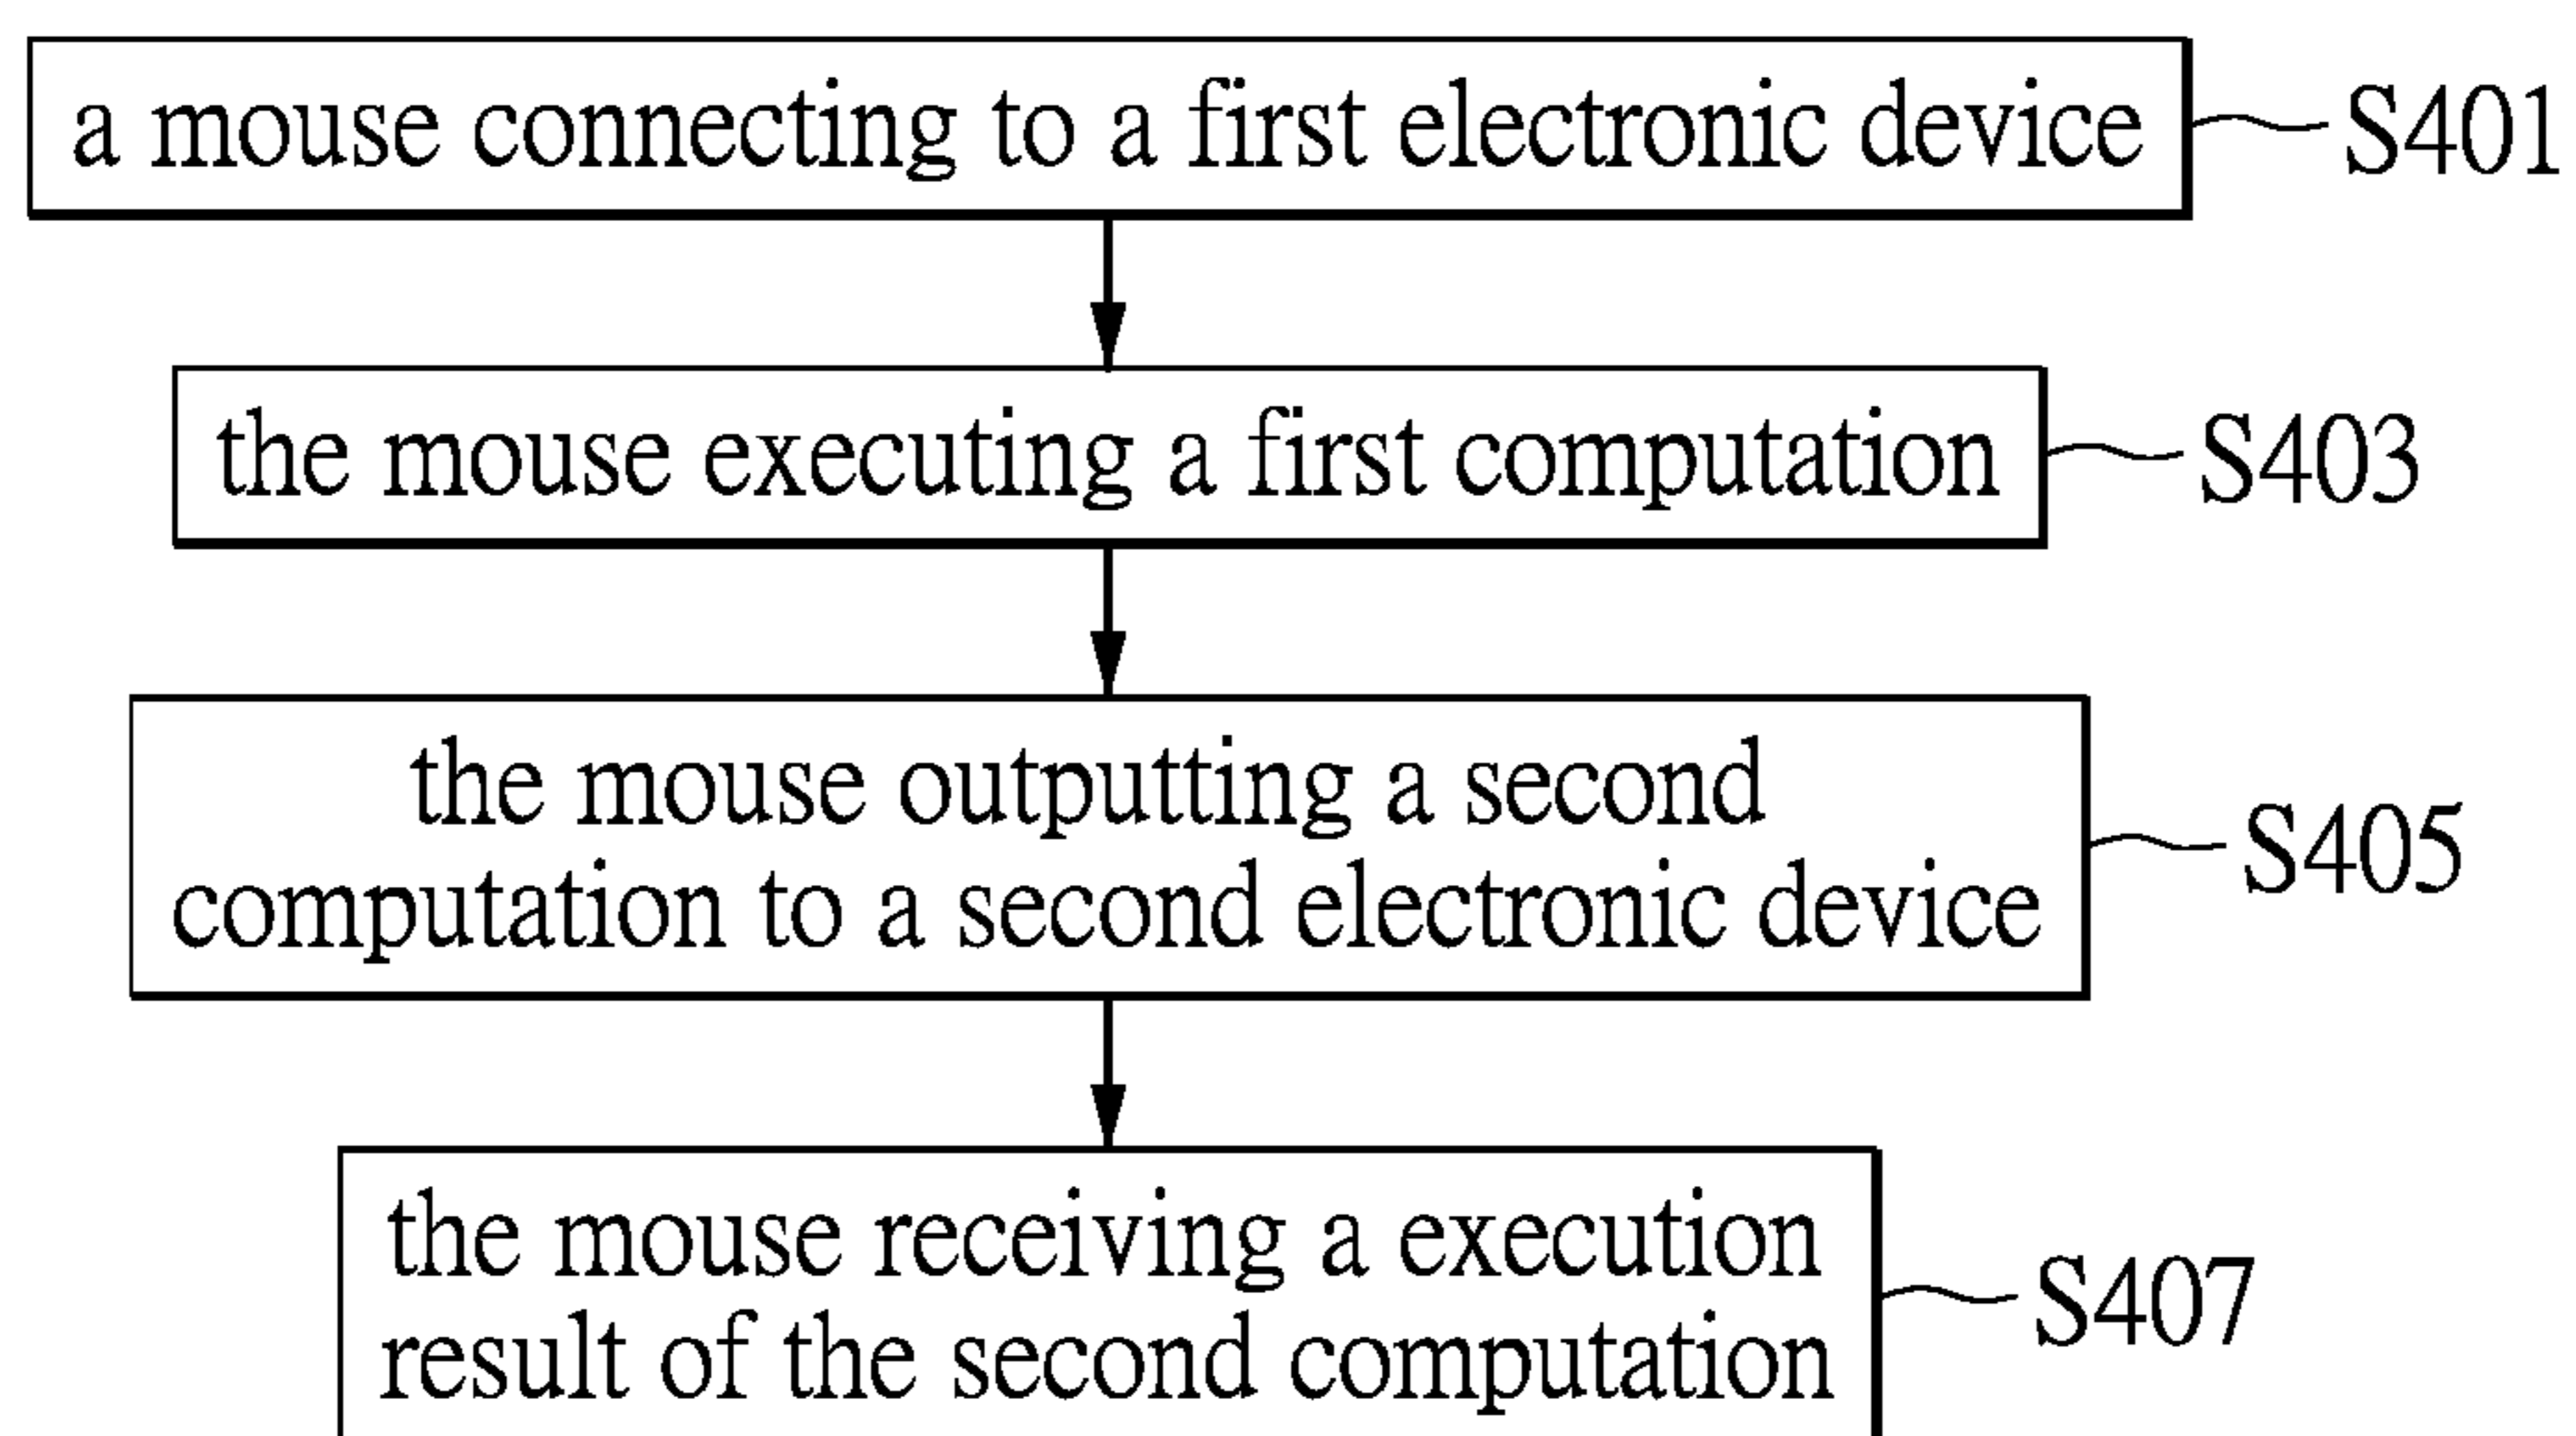 a mouse connecting to a first electronic device
S401
the mouse executing a first computation
S403
the mouse outputting a second
computation to a second electronic device
S405
the mouse receiving a execution
result of the second computation
S407